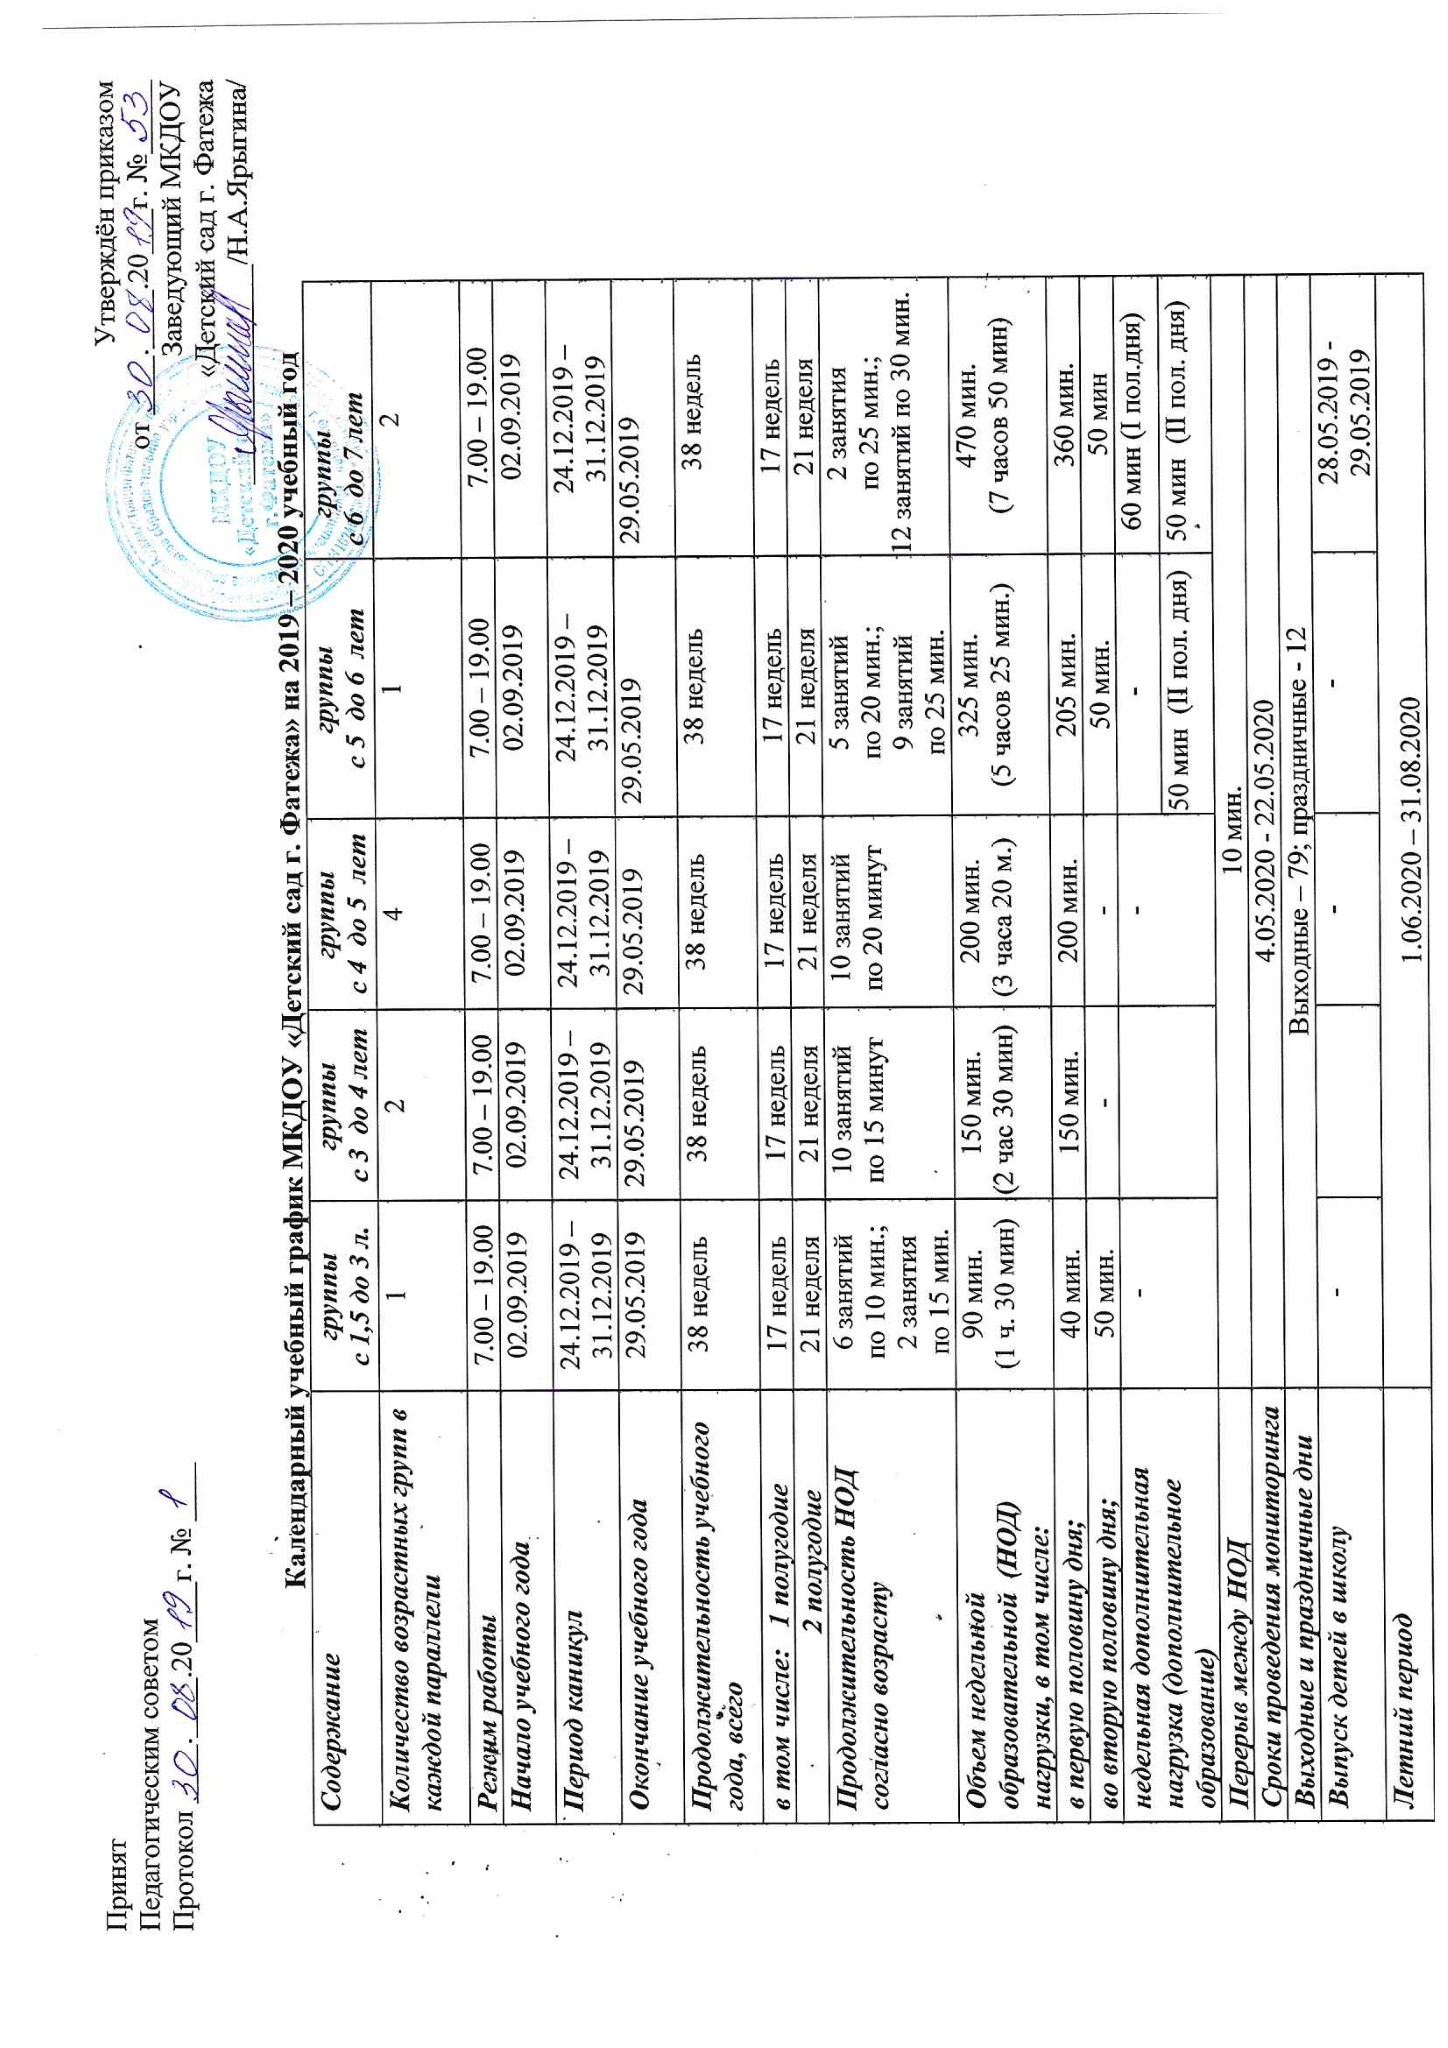 Принят
Педагогическим советом
Протокол 30.08.2019 г. № 1
Утверждён приказом
от 30.08.2019г. № 53
Заведующий МКДОУ
«Детский сад г. Фатежа
/Н.А.Ярыгина/
МКДОУ
«Детский
г.Фатежа»
Календарный учебный график МКДОУ «Детский сад г. Фатежа» на 2019 – 2020 учебный год
Содержание
группы
с 1,5 до 3 л.
группы
с 3 до 4 лет
группы
с 4 до 5 лет
группы
с 5 до 6 лет
группы
с 6 до 7 лет
Количество возрастных групп в
каждой параллели
1
2
4
1
2
Режим работы
7.00 – 19.00
7.00 – 19.00
7.00 – 19.00
7.00 – 19.00
7.00 – 19.00
Начало учебного года
02.09.2019
02.09.2019
02.09.2019
02.09.2019
02.09.2019
Период каникул
24.12.2019 –
31.12.2019
24.12.2019 –
31.12.2019
24.12.2019 –
31.12.2019
24.12.2019 –
31.12.2019
24.12.2019 –
31.12.2019
Окончание учебного года
29.05.2019
29.05.2019
29.05.2019
29.05.2019
29.05.2019
Продолжительность учебного
года, всего
38 недель
38 недель
38 недель
38 недель
38 недель
в том числе: 1 полугодие
17 недель
17 недель
17 недель
17 недель
17 недель
2 полугодие
21 неделя
21 неделя
21 неделя
21 неделя
21 неделя
Продолжительность НОД
согласно возрасту
6 занятий
по 10 мин.;
2 занятия
по 15 мин.
10 занятий
по 15 минут
10 занятий
по 20 минут
5 занятий
по 20 мин.;
9 занятий
по 25 мин.
2 занятия
по 25 мин.;
12 занятий по 30 мин.
Объем недельной
образовательной (НОД)
нагрузки, в том числе:
90 мин.
(1 ч. 30 мин)
150 мин.
(2 час 30 мин)
200 мин.
(3 часа 20 м.)
325 мин.
(5 часов 25 мин.)
470 мин.
(7 часов 50 мин)
в первую половину дня;
40 мин.
150 мин.
200 мин.
205 мин.
360 мин.
во вторую половину дня;
50 мин.
-
-
50 мин.
50 мин
недельная дополнительная
нагрузка (дополнительное
образование)
-
-
-
60 мин (I пол.дня)
50 мин (II пол. дня)
50 мин (II пол. дня)
Перерыв между НОД
10 мин.
Сроки проведения мониторинга
4.05.2020 - 22.05.2020
Выходные и праздничные дни
Выходные – 79; праздничные - 12
Выпуск детей в школу
-
-
-
28.05.2019 -
29.05.2019
Летний период
1.06.2020 – 31.08.2020